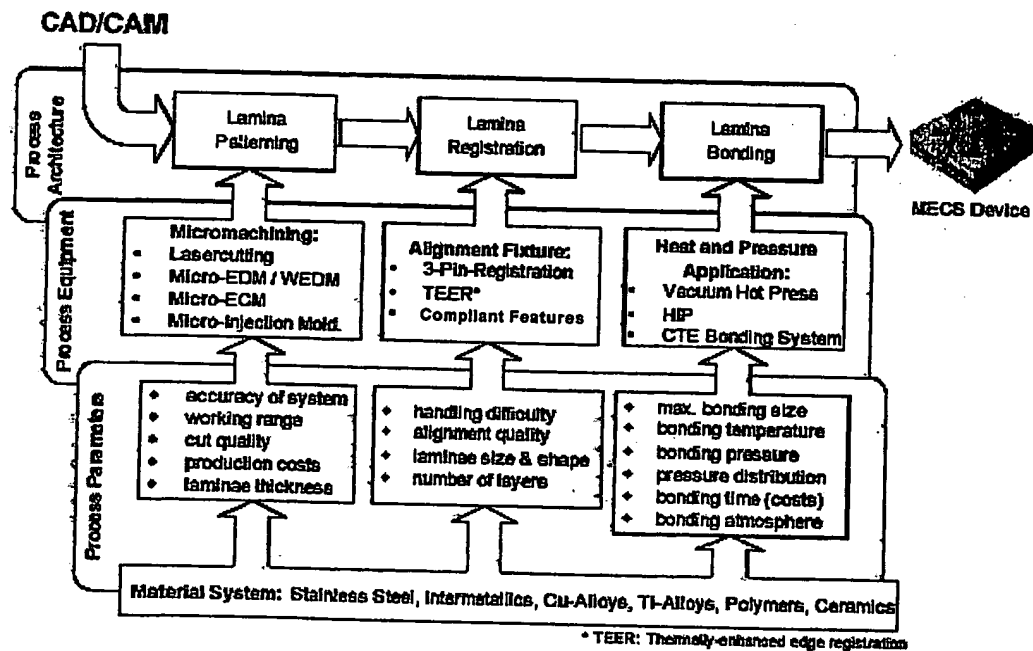 CAD/CAM
Process
Architecture
Lamina
Patterning
Lamina
Registration
Lamina
Bonding
MECS Device
Process Equipment
Micromachining:
Lasercutting
Micro-EDM / WEDM
Micro-ECM
Micro-Injection Mold.
Alignment Fixture:
3-Pin-Registration
TEER*
Compliant Features
Heat and Pressure
Application:
Vacuum Hot Press
HIP
CTE Bonding System
Process Parameters
accuracy of system
working range
cut quality
production costs
laminae thickness
handling difficulty
alignment quality
laminae size & shape
number of layers
max. bonding size
bonding temperature
bonding pressure
pressure distribution
bonding time (costs)
bonding atmosphere
Material System: Stainless Steel, Intermetallics, Cu-Alloys, Ti-Alloys, Polymers, Ceramics
* TEER: Thermally-enhanced edge registration